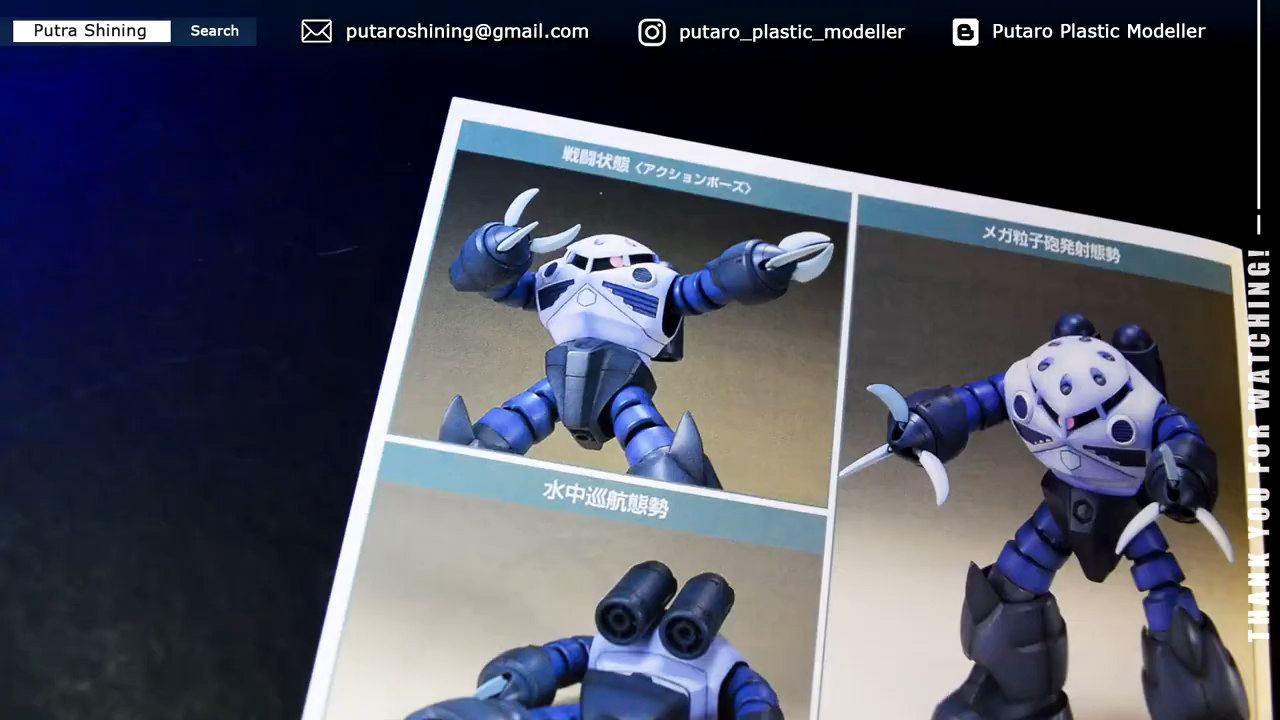 Putra Shining
Search
putaroshining@gmail.com
putaro_plastic_modeller
Putaro Plastic Modeller
戦闘状態〈アクションポーズ〉
メガ粒子砲発射態勢
水中巡航態勢
THANK YOU FOR WATCHING!